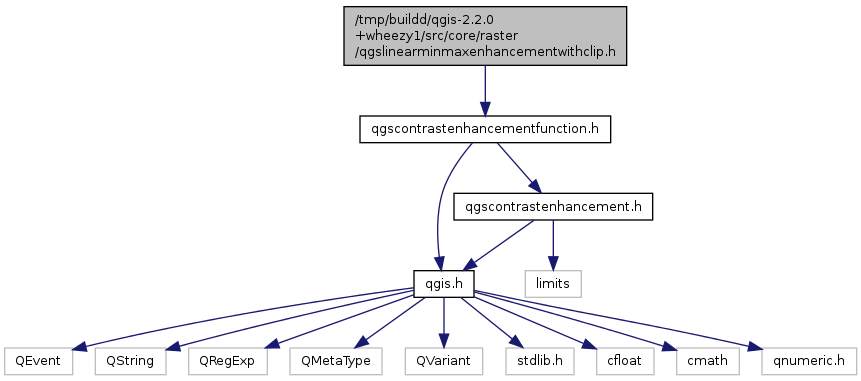 /tmp/buildd/qgis-2.2.0
+wheezy1/src/core/raster
/qgslinearminmaxenhancementwithclip.h
qgscontrastenhancementfunction.h
qgscontrastenhancement.h
qgis.h
limits
QEvent
QString
QRegExp
QMetaType
QVariant
stdlib.h
cfloat
cmath
qnumeric.h